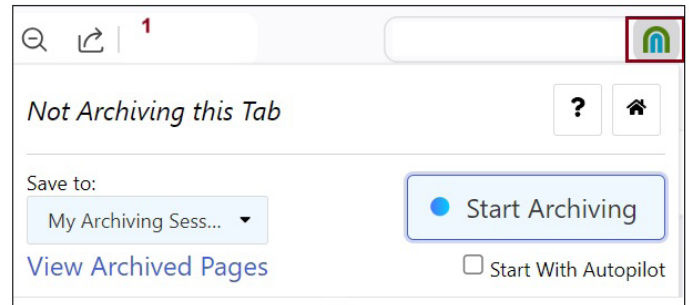 1
Not Archiving this Tab
?
Save to:
My Archiving Sess...
Start Archiving
View Archived Pages
Start With Autopilot